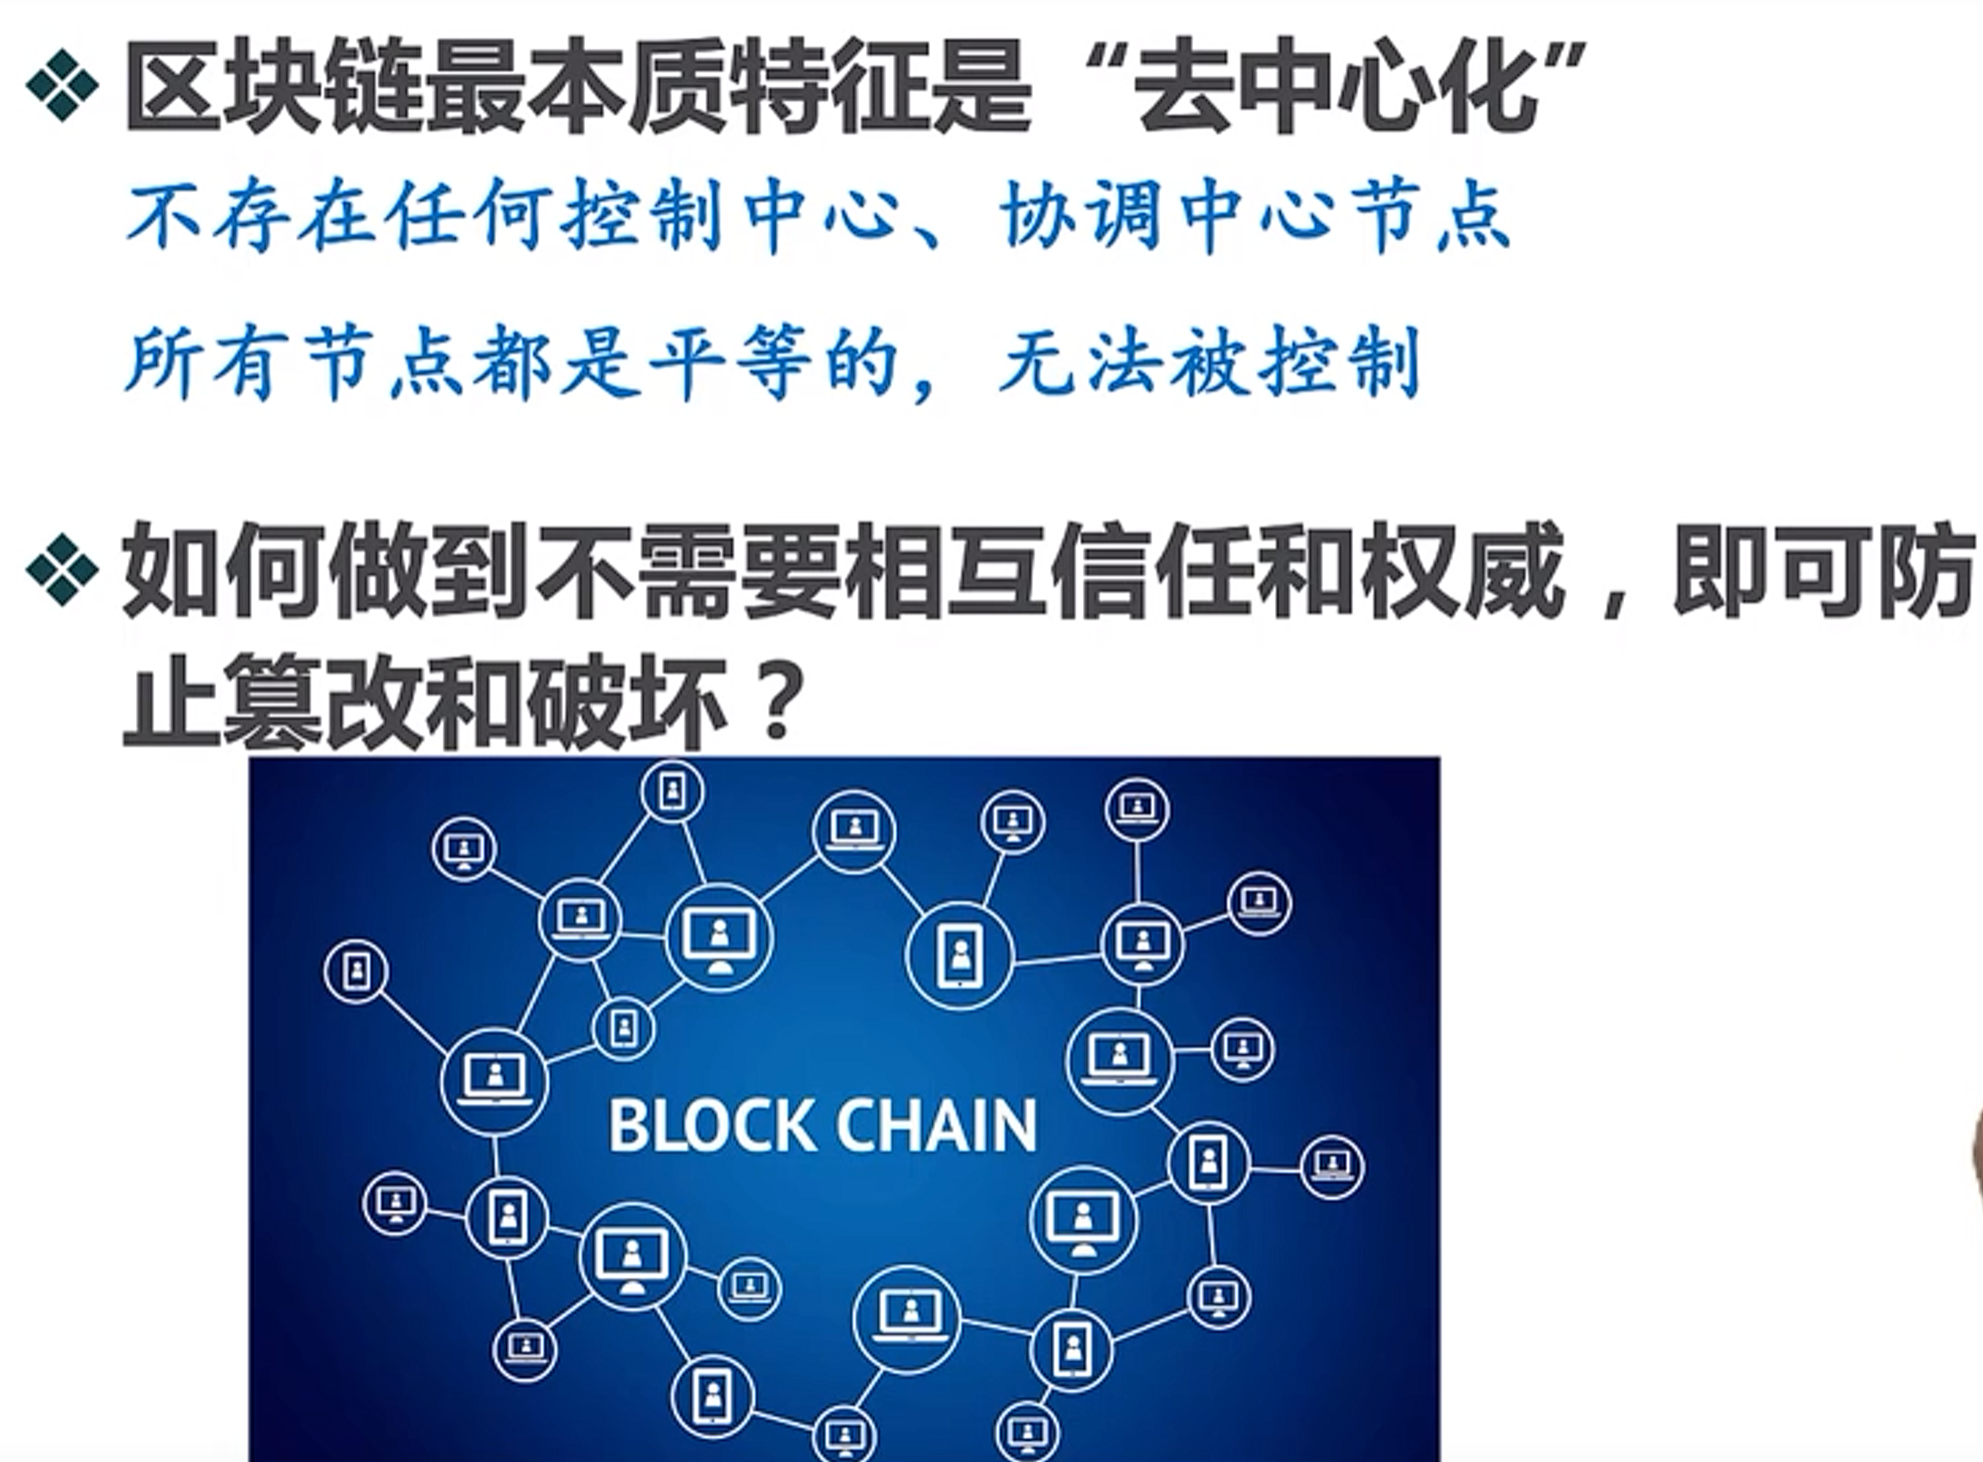 区块链最本质特征是“去中心化”
不存在任何控制中心、协调中心节点
所有节点都是平等的，无法被控制
如何做到不需要相互信任和权威，即可防
止篡改和破坏？
BLOCK CHAIN